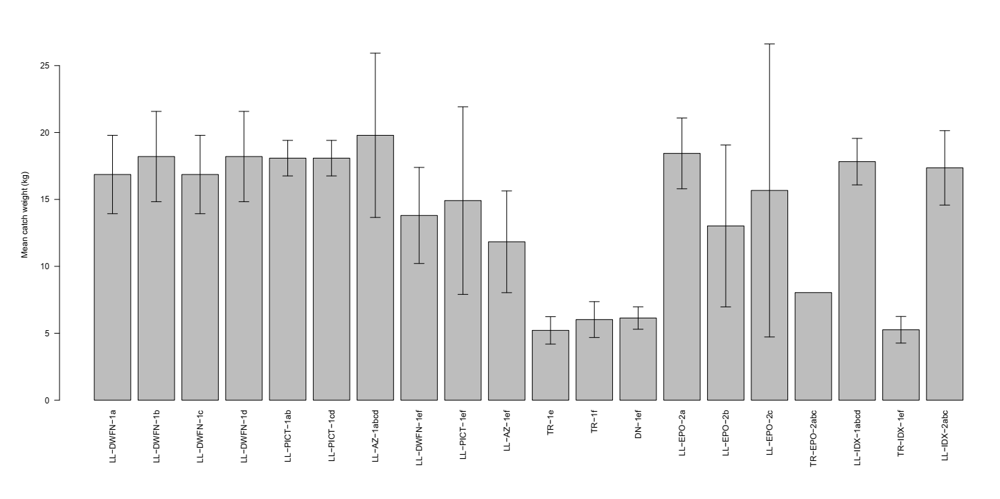 Mean catch weight (kg)
25
20
15
10
5
0
LL−DWFN−1a
LL−DWFN−1b
LL−DWFN−1c
LL−DWFN−1d
LL−PICT−1ab
LL−PICT−1cd
LL−AZ−1abcd
LL−DWFN−1ef
LL−PICT−1ef
LL−AZ−1ef
TR−1e
TR−1f
DN−1ef
LL−EPO−2a
LL−EPO−2b
LL−EPO−2c
TR−EPO−2abc
LL−IDX−1abcd
TR−IDX−1ef
LL−IDX−2abc